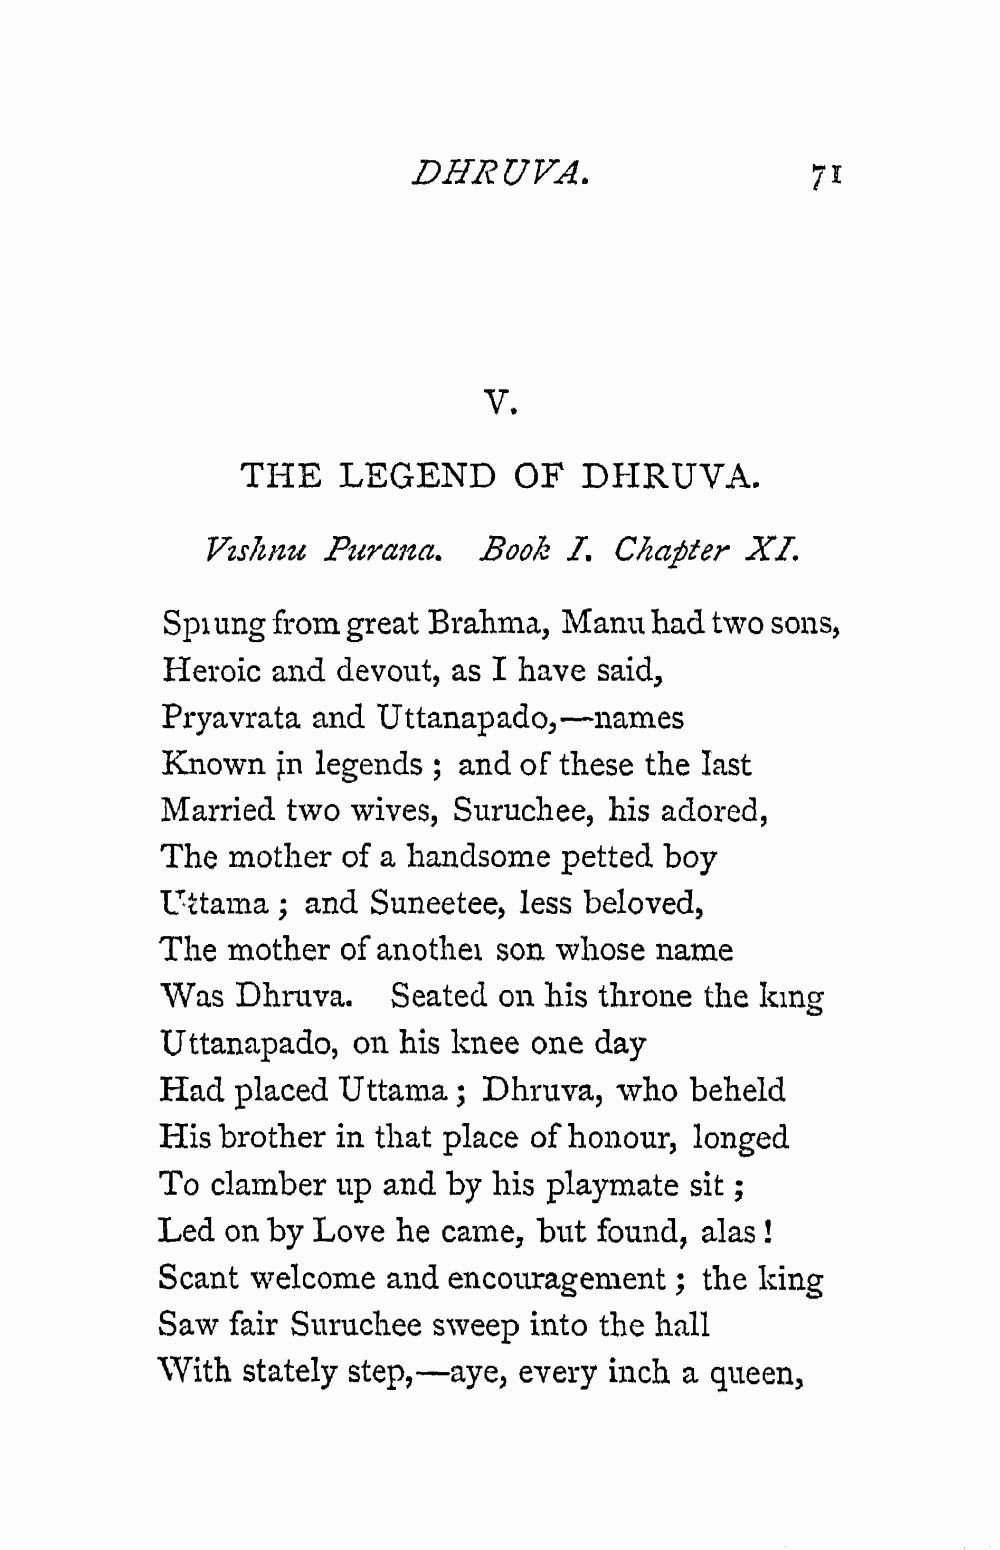 DHRUVA. 71
V.
THE LEGEND OF DHRUVA.
Vishnu Purana. Book I. Chapter XI.
Sprung from great Brahma, Manu had two sons,
Heroic and devout, as I have said,
Pryavrata and Uttanapado,—names
Known in legends ; and of these the last
Married two wives, Suruchee, his adored,
The mother of a handsome petted boy
Uttama ; and Suneetee, less beloved,
The mother of another son whose name
Was Dhruva. Seated on his throne the king
Uttanapado, on his knee one day
Had placed Uttama ; Dhruva, who beheld
His brother in that place of honour, longed
To clamber up and by his playmate sit ;
Led on by Love he came, but found, alas !
Scant welcome and encouragement ; the king
Saw fair Suruchee sweep into the hall
With stately step,—aye, every inch a queen,